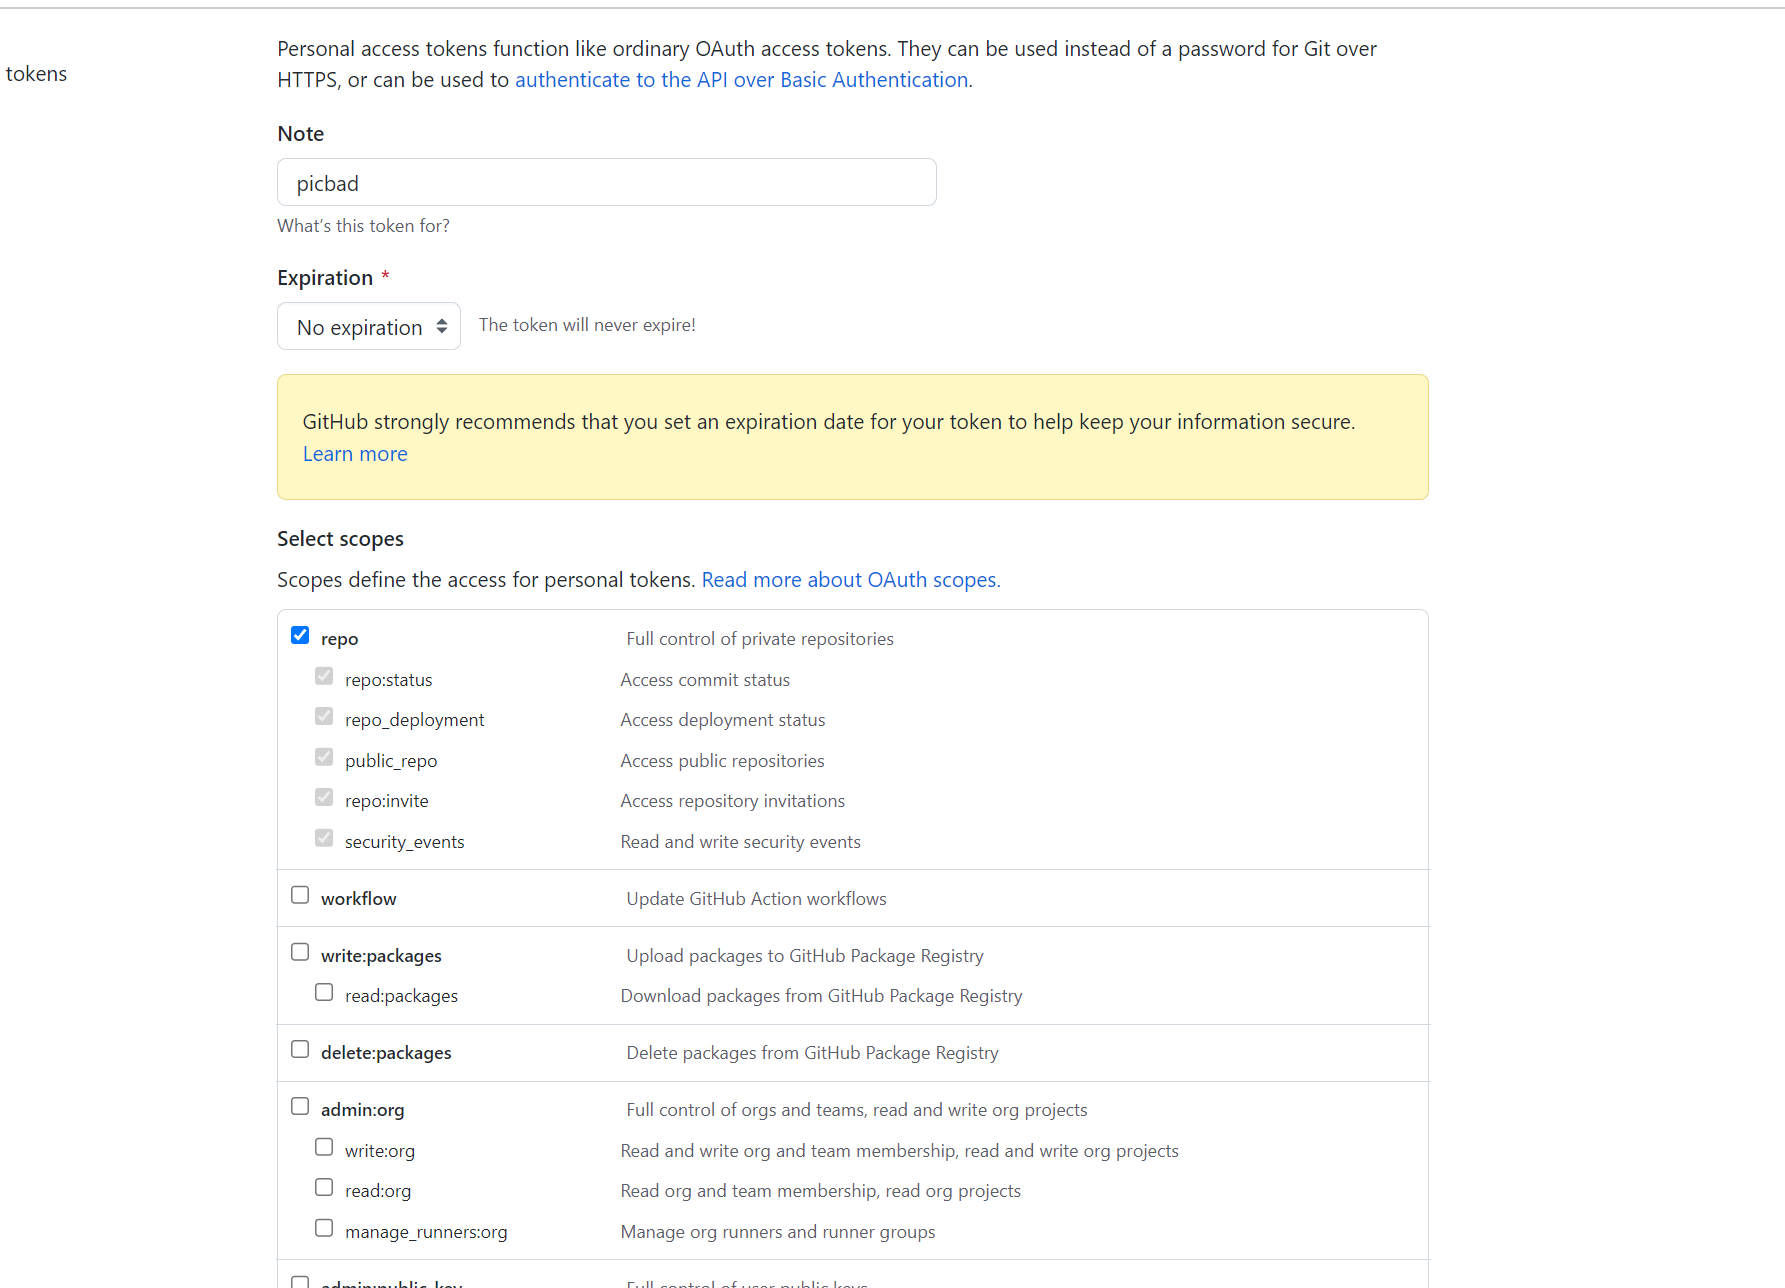 tokens
Personal access tokens function like ordinary OAuth access tokens. They can be used instead of a password for Git over
HTTPS, or can be used to authenticate to the API over Basic Authentication.
Note
picbad
What's this token for?
Expiration *
No expiration The token will never expire!
GitHub strongly recommends that you set an expiration date for your token to help keep your information secure.
Learn more
Select scopes
Scopes define the access for personal tokens. Read more about OAuth scopes.
repo Full control of private repositories
repo:status Access commit status
repo_deployment Access deployment status
public_repo Access public repositories
repo:invite Access repository invitations
security_events Read and write security events
workflow Update GitHub Action workflows
write:packages Upload packages to GitHub Package Registry
read:packages Download packages from GitHub Package Registry
delete:packages Delete packages from GitHub Package Registry
admin:org Full control of orgs and teams, read and write org projects
write:org Read and write org and team membership, read and write org projects
read:org Read org and team membership, read org projects
manage_runners:org Manage org runners and runner groups
admin:public_key Full control of user public keys